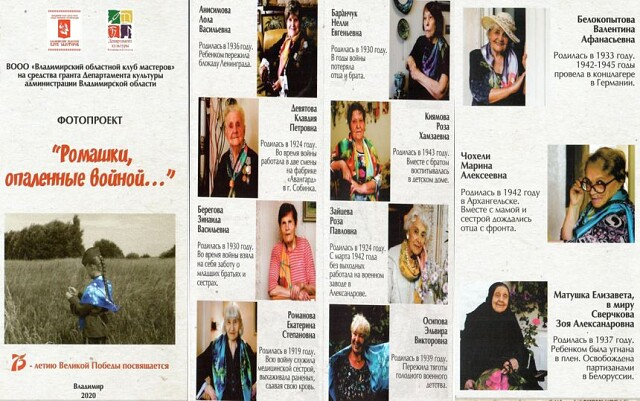 ВООО «Владимирский областной клуб мастеров»
на средства гранта Департамента культуры
администрации Владимирской области
ФОТОПРОЕКТ
"Ромашки,
опаленные войной..."
75 - летию Великой Победы посвящается
Владимир
2020
Анисимова
Лола
Васильевна
Родилась в 1936 году.
Ребенком пережила
блокаду Ленинграда.
Девятова
Клавдия
Петровна
Родилась в 1924 году.
Во время войны
работала в две смены
на фабрике
«Авангард»
в г. Собинка.
Берегова
Зинаида
Васильевна
Родилась в 1930 году.
Во время войны взяла
на себя заботу о
младших братьях и
сестрах.
Романова
Екатерина
Степановна
Родилась в 1919 году.
Всю войну служила
медицинской сестрой,
выхаживала раненых,
сдавая свою кровь.
Баранчук
Нелли
Евгеньевна
Родилась в 1930 году.
В годы войны
потеряла
отца и брата.
Киямова
Роза
Хамзаевна
Родилась в 1943 году.
Вместе с братом
воспитывалась
в детском доме.
Зайцева
Роза
Павловна
Родилась в 1924 году.
С марта 1942 года
без выходных
работала на военном
заводе в
Александрове.
Осипова
Эльвира
Викторовна
Родилась в 1939 году.
Пережила тяготы
голодного военного
детства.
Белокопытова
Валентина
Афанасьевна
Родилась в 1933 году.
1942-1945 годы
провела в концлагере
в Германии.
Чохели
Марина
Алексеевна
Родилась в 1942 году
в Архангельске.
Вместе с мамой и
сестрой дождались
отца с фронта.
Матушка Елизавета,
в миру
Сверчкова
Зоя Александровна
Родилась в 1937 году.
Ребенком была угнана
в плен. Освобождена
партизанами
в Белоруссии.